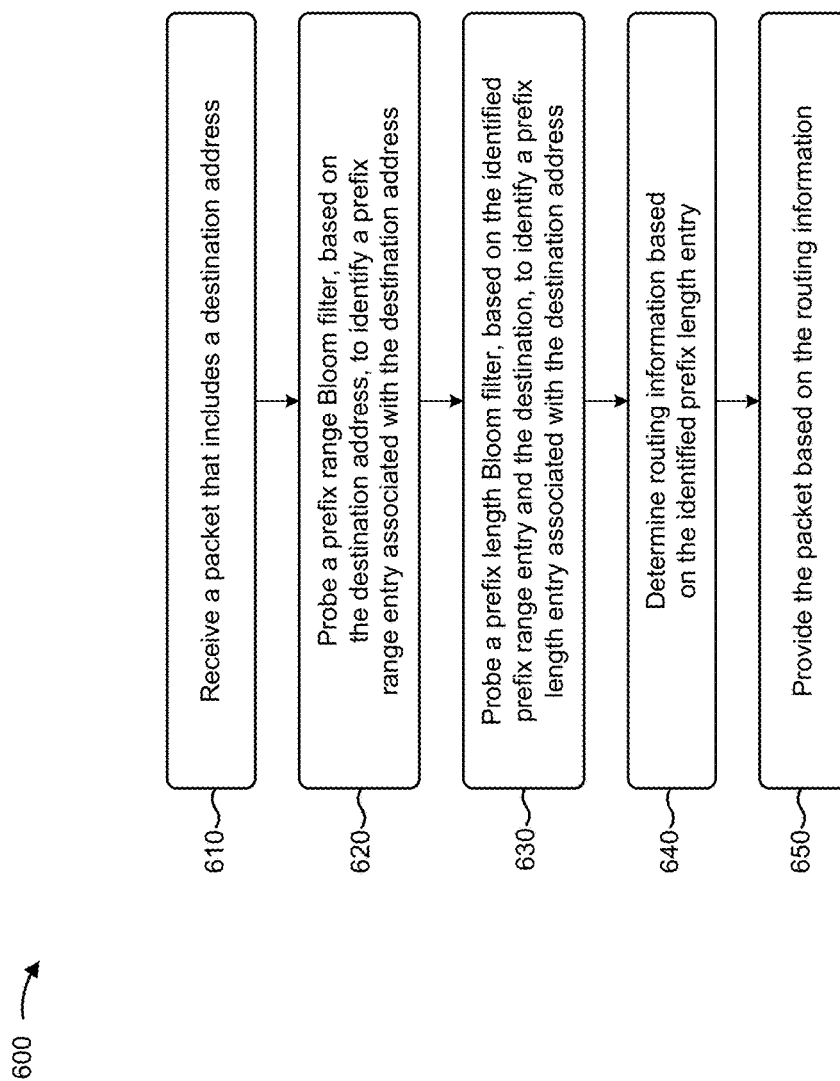 600
610
Receive a packet that includes a destination address
620
Probe a prefix range Bloom filter, based on
the destination address, to identify a prefix
range entry associated with the destination address
630
Probe a prefix length Bloom filter, based on the identified
prefix range entry and the destination, to identify a prefix
length entry associated with the destination address
640
Determine routing information based
on the identified prefix length entry
650
Provide the packet based on the routing information